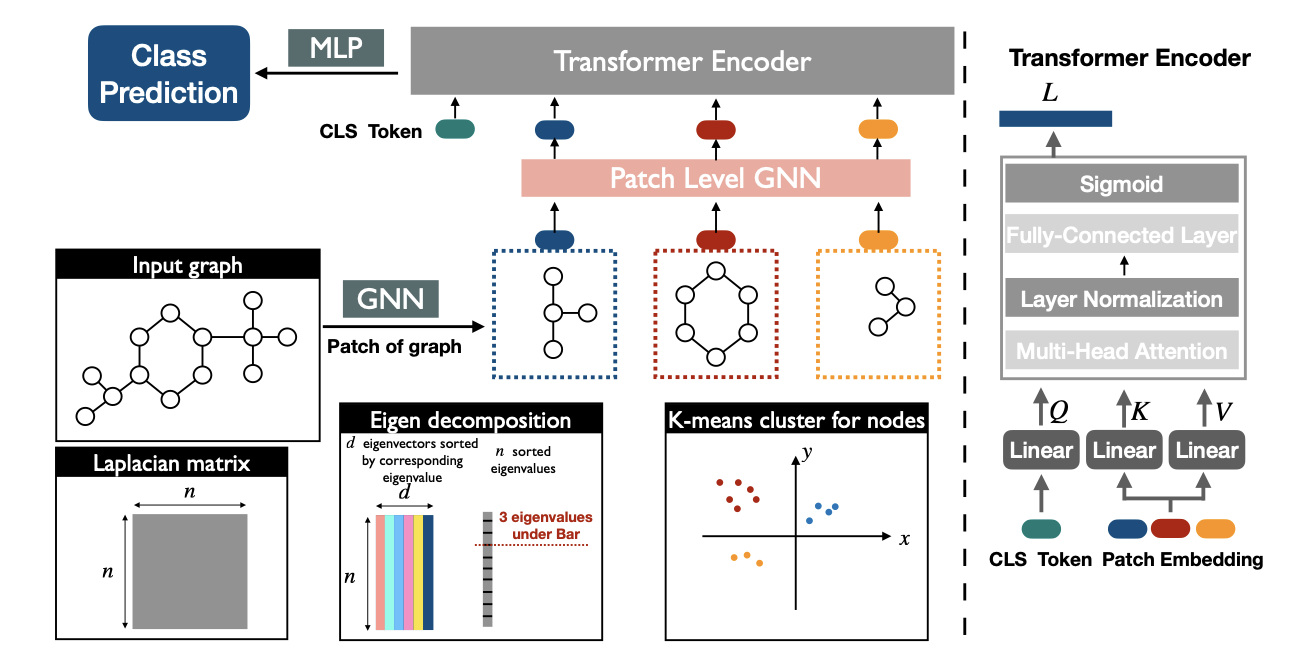 Class
Prediction
MLP
Transformer Encoder
CLS Token
Patch Level GNN
Input graph
GNN
Patch of graph
Laplacian matrix
n
n
Eigen decomposition
d eigenvectors sorted
by corresponding
eigenvalue
n sorted
eigenvalues
d
n
3 eigenvalues
under Bar
K-means cluster for nodes
y
x
Transformer Encoder
L
Sigmoid
Fully-Connected Layer
Layer Normalization
Multi-Head Attention
Q
K
V
Linear
Linear
Linear
CLS Token
Patch Embedding